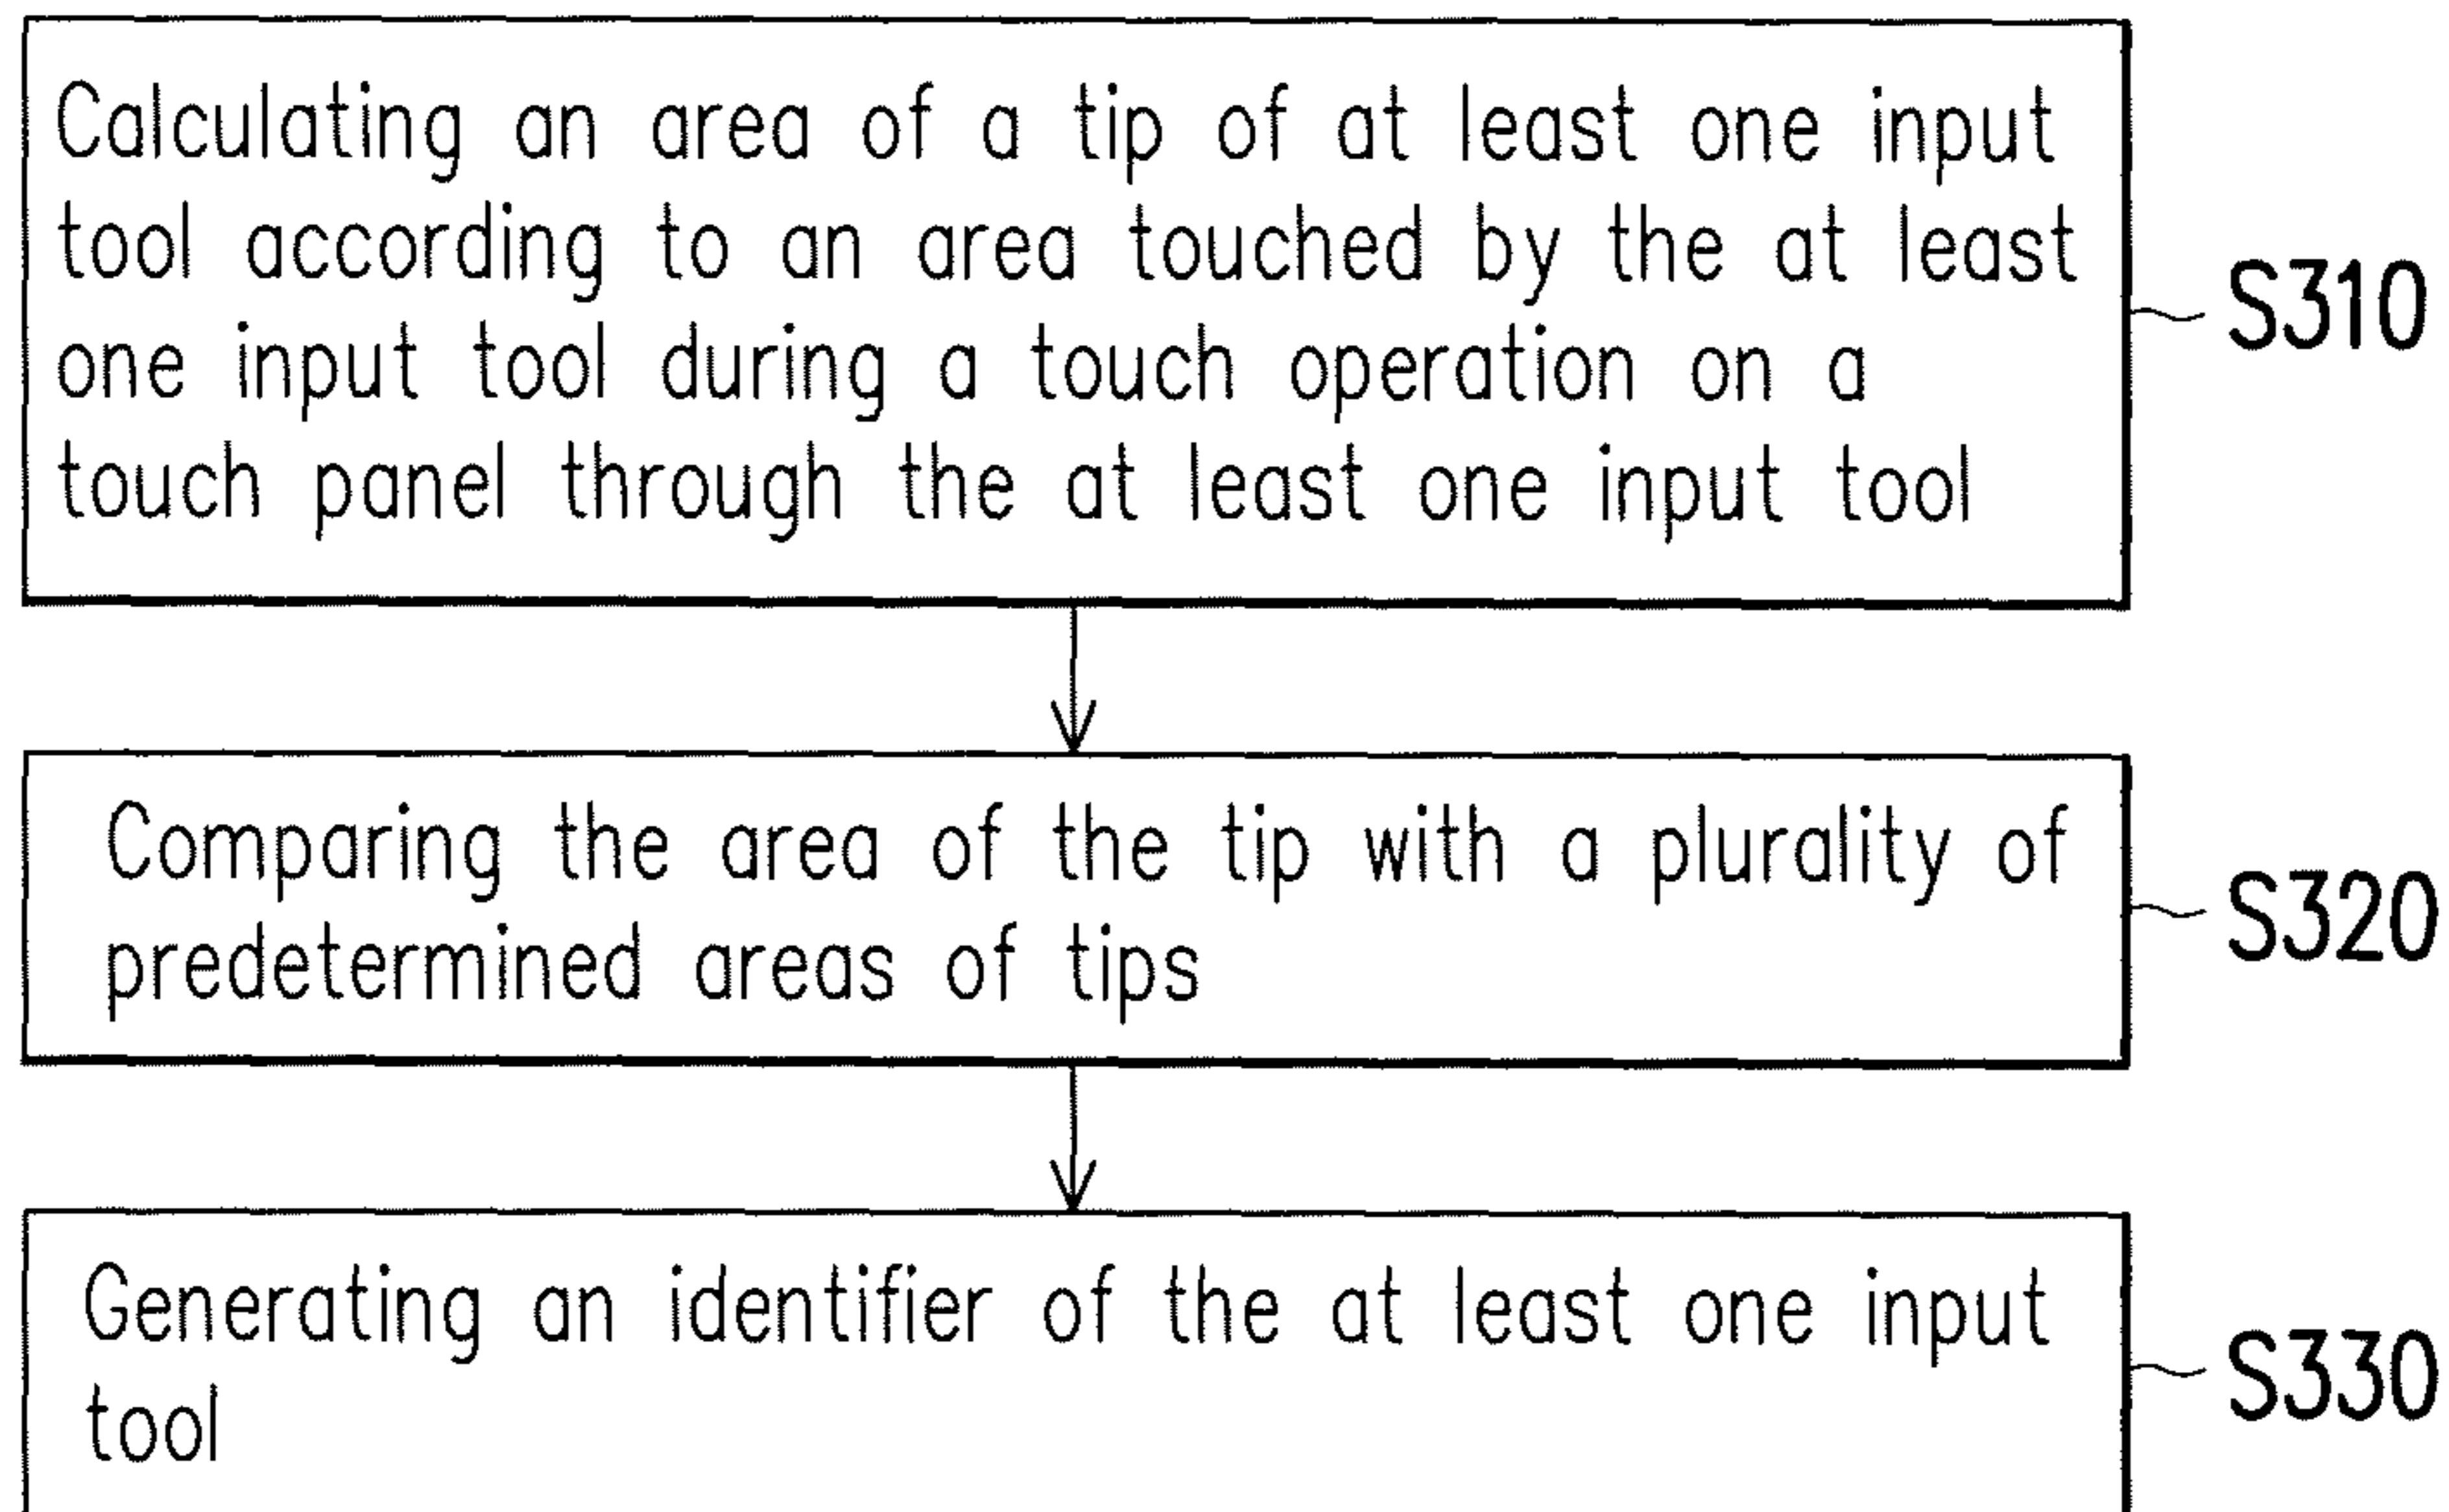 Calculating an area of a tip of at least one input
tool according to an area touched by the at least
one input tool during a touch operation on a
touch panel through the at least one input tool
S310
Comparing the area of the tip with a plurality of
predetermined areas of tips
S320
Generating an identifier of the at least one input
tool
S330